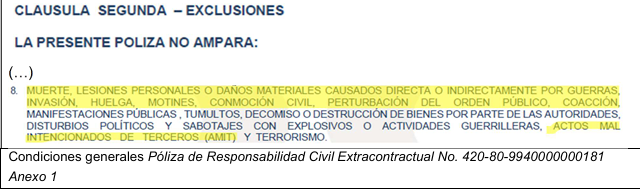 CLAUSULA SEGUNDA – EXCLUSIONES
LA PRESENTE POLIZA NO AMPARA:
(…)
8. MUERTE, LESIONES PERSONALES O DAÑOS MATERIALES CAUSADOS DIRECTA O INDIRECTAMENTE POR GUERRAS,
INVASIÓN, HUELGA, MOTINES, CONMOCIÓN CIVIL, PERTURBACIÓN DEL ORDEN PÚBLICO, COACCIÓN,
MANIFESTACIONES PÚBLICAS , TUMULTOS, DECOMISO O DESTRUCCIÓN DE BIENES POR PARTE DE LAS AUTORIDADES,
DISTURBIOS POLÍTICOS Y SABOTAJES CON EXPLOSIVOS O ACTIVIDADES GUERRILLERAS, ACTOS MAL
INTENCIONADOS DE TERCEROS (AMIT) Y TERRORISMO.
Condiciones generales Póliza de Responsabilidad Civil Extracontractual No. 420-80-9940000000181
Anexo 1